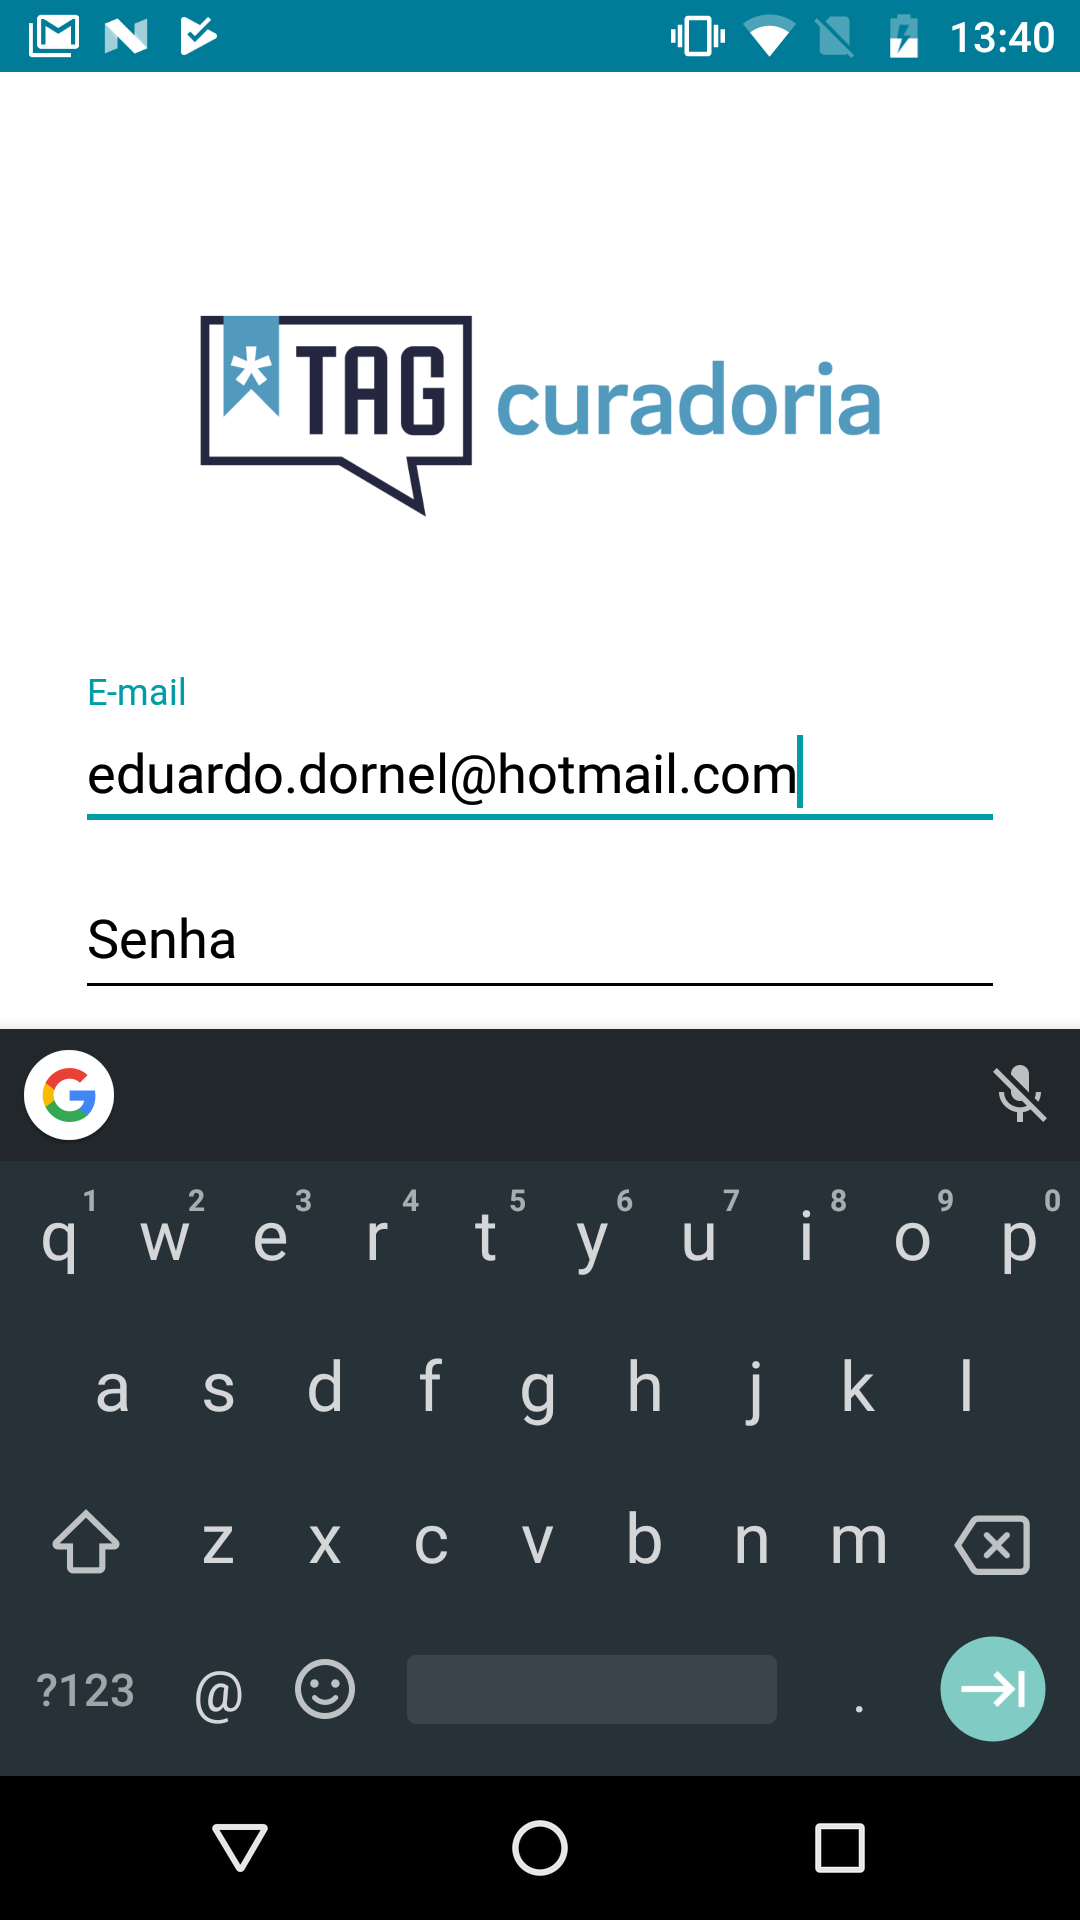 13:40
*TAG curadoria
E-mail
eduardo.dornel@hotmail.com
Senha
G
1 2 3 4 5 6 7 8 9 0
q w e r t y u i o p
a s d f g h j k l
z x c v b n m
?123 @ .